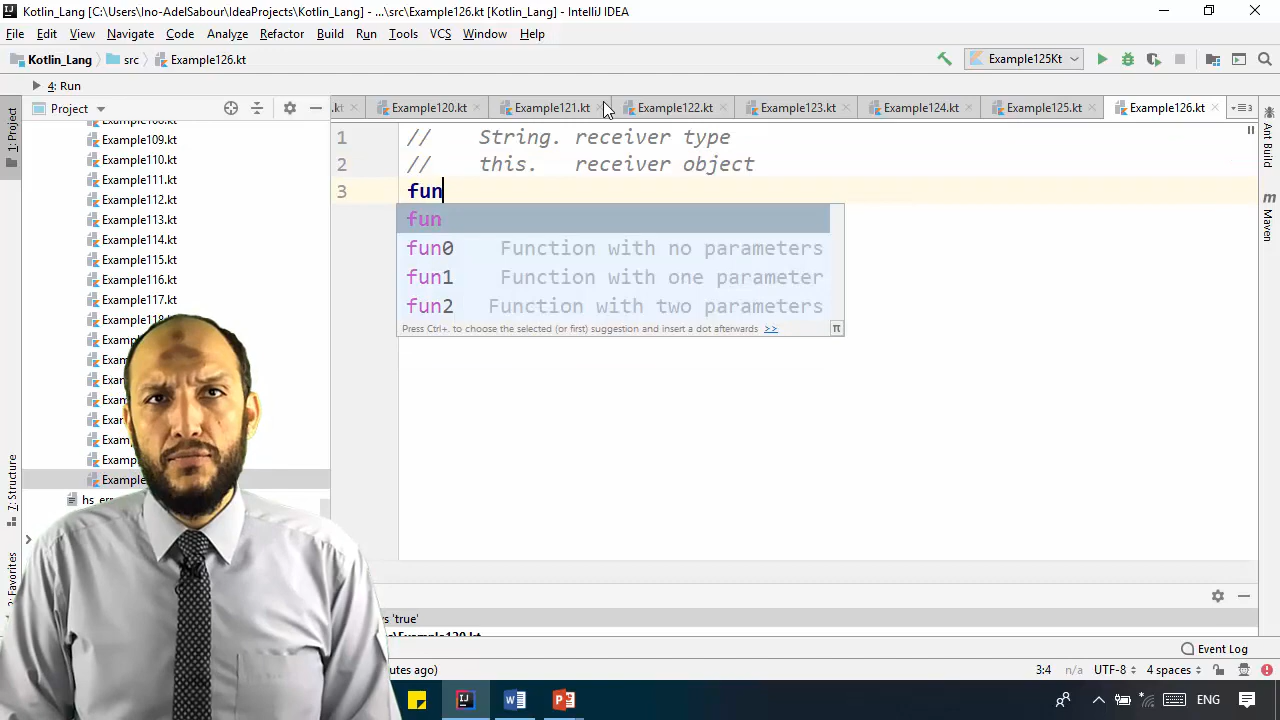 Kotlin_Lang [C:\Users\Ino-AdelSabour\IdeaProjects\Kotlin_Lang] - ...\src\Example126.kt [Kotlin_Lang] - IntelliJ IDEA
File Edit View Navigate Code Analyze Refactor Build Run Tools VCS Window Help
Kotlin_Lang src Example126.kt Example125Kt
4: Run
Project
.kt Example120.kt Example121.kt Example122.kt Example123.kt Example124.kt Example125.kt Example126.kt
1: Project
Example109.kt
Example110.kt
Example111.kt
Example112.kt
Example113.kt
Example114.kt
Example115.kt
Example116.kt
Example117.kt
Example118.kt
Exam
Exam
Exam
Exam
Exam
Exam
Exam
Example
hs_err
1 // String. receiver type
2 // this. receiver object
3 fun
fun
fun0 Function with no parameters
fun1 Function with one parameter
fun2 Function with two parameters
Press Ctrl+. to choose the selected (or first) suggestion and insert a dot afterwards >>
π
Ant Build
m Maven
7: Structure
2: Favorites
's 'true'
Event Log
utes ago)
3:4 n/a UTF-8 4 spaces
ENG